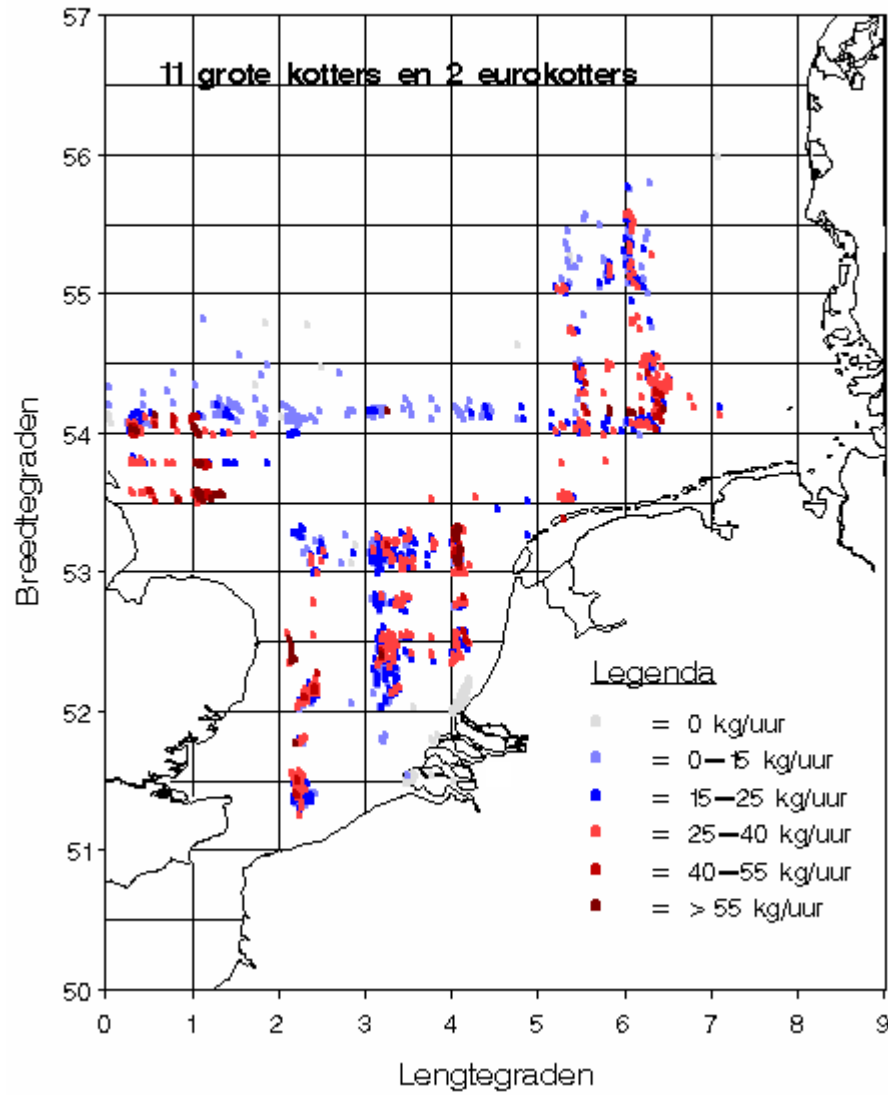 11 grote kotters en 2 eurokotters
57
56
55
54
53
52
51
50
Breedtegraden
0 1 2 3 4 5 6 7 8 9
Lengtegraden
Legenda
= 0 kg/uur
= 0–15 kg/uur
= 15–25 kg/uur
= 25–40 kg/uur
= 40–55 kg/uur
= > 55 kg/uur